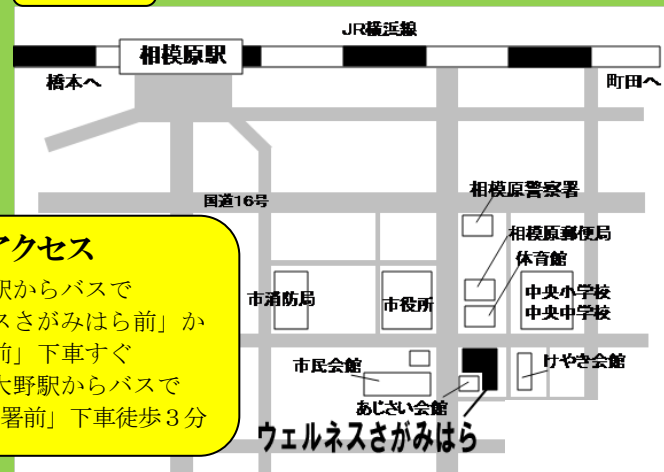 JR横浜線
相模原駅
橋本へ
町田へ
国道16号
相模原警察署
相模原郵便局
体育館
市消防局
市役所
中央小学校
中央中学校
市民会館
けやき会館
あじさい会館
ウェルネスさがみはら
アクセス
駅からバスで
スさがみはら前」か
前」下車すぐ
大野駅からバスで
署前」下車徒歩３分